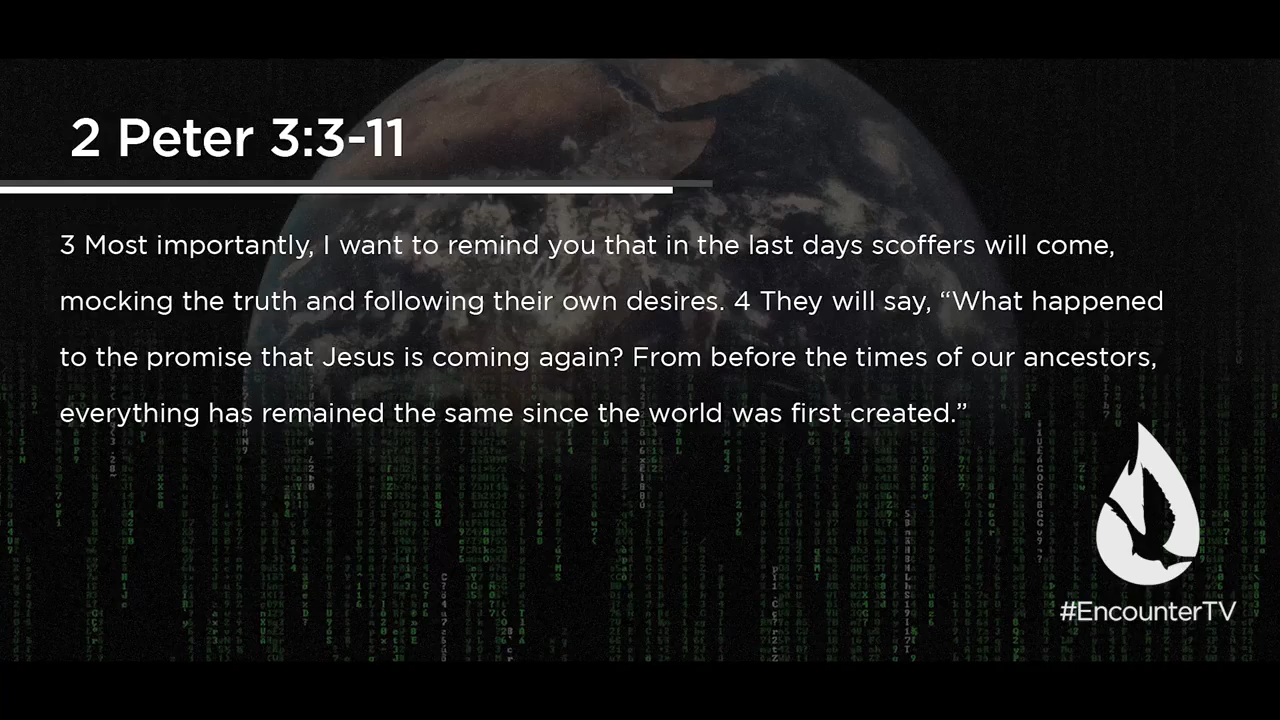 2 Peter 3:3-11
3 Most importantly, I want to remind you that in the last days scoffers will come,
mocking the truth and following their own desires. 4 They will say, “What happened
to the promise that Jesus is coming again? From before the times of our ancestors,
everything has remained the same since the world was first created.”
#EncounterTV